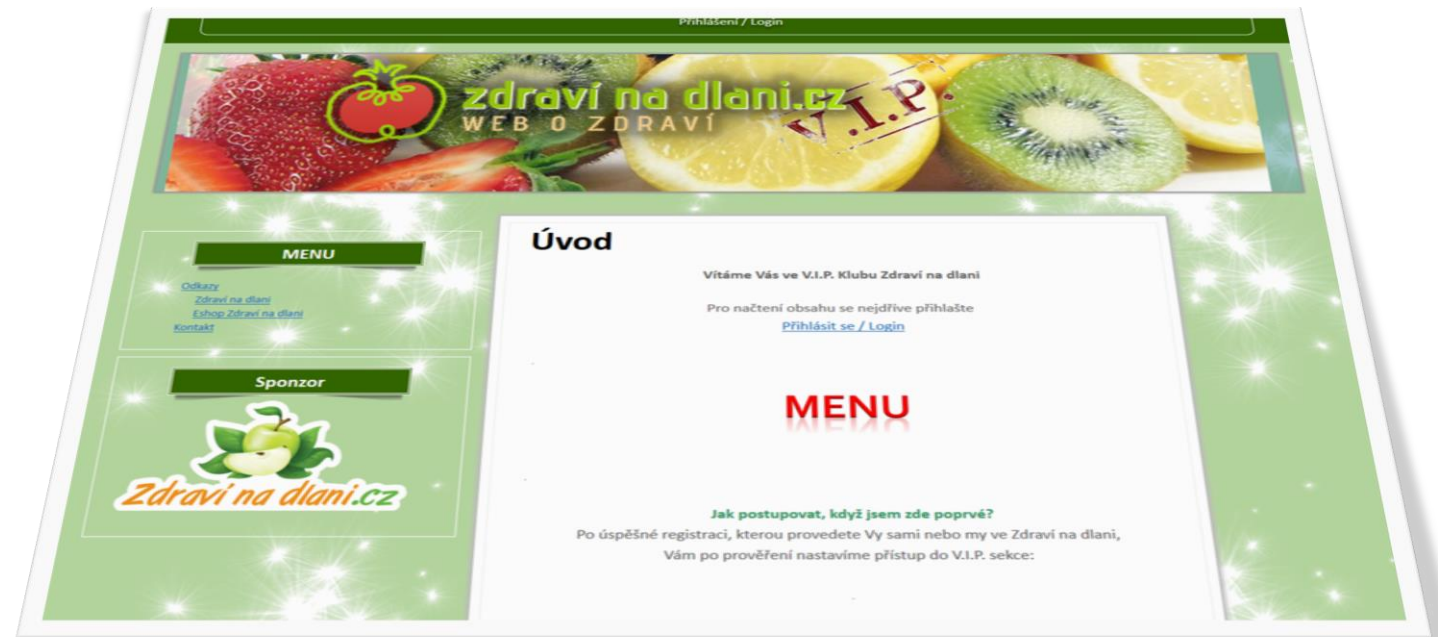 Přihlášení / Login
zdraví na dlani.cz
WEB O ZDRAVÍ
V.I.P.
MENU
Odkazy
Zdraví na dlani
Eshop Zdraví na dlani
Kontakt
Sponzor
Zdraví na dlani.cz
Úvod
Vítáme Vás ve V.I.P. Klubu Zdraví na dlani
Pro načtení obsahu se nejdříve přihlašte
Přihlásit se / Login
MENU
Jak postupovat, když jsem zde poprvé?
Po úspěšné registraci, kterou provedete Vy sami nebo my ve Zdraví na dlani,
Vám po prověření nastavíme přístup do V.I.P. sekce: